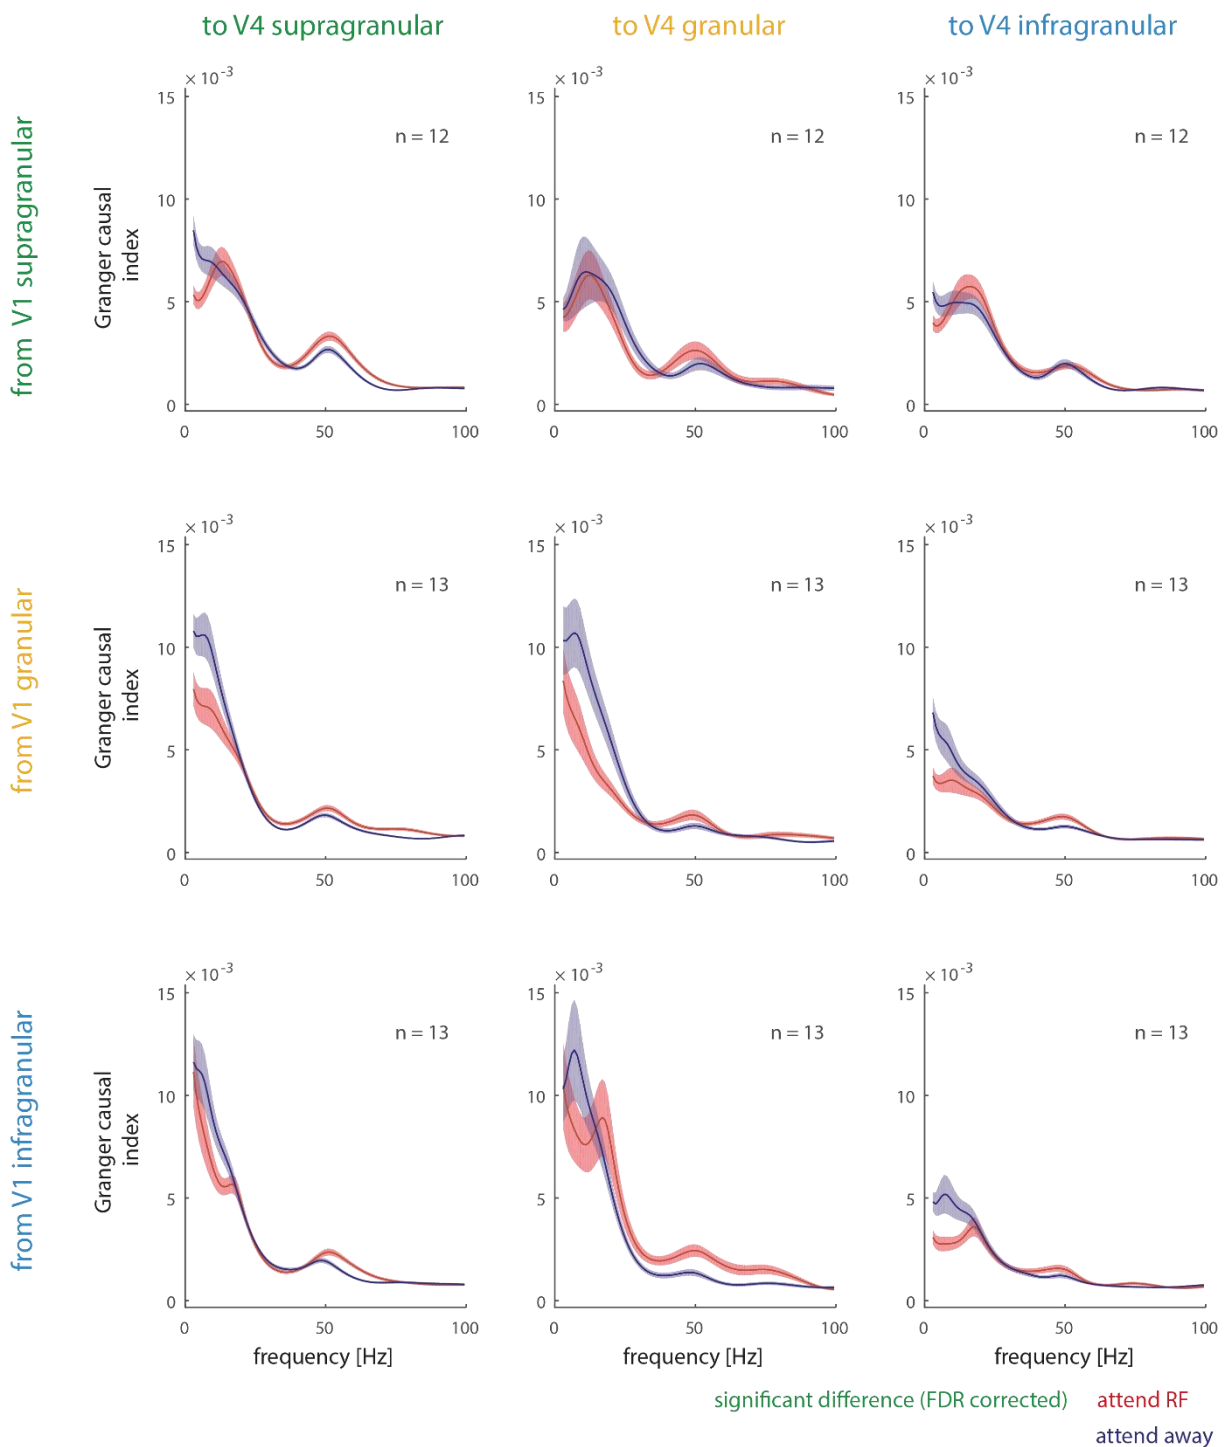 to V4 supragranular
to V4 granular
to V4 infragranular
from V1 supragranular
Granger causal
index
× 10-3
15
10
5
0
n = 12
0
50
100
× 10-3
15
10
5
0
n = 12
0
50
100
× 10-3
15
10
5
0
n = 12
0
50
100
from V1 granular
Granger causal
index
× 10-3
15
10
5
0
n = 13
0
50
100
× 10-3
15
10
5
0
n = 13
0
50
100
× 10-3
15
10
5
0
n = 13
0
50
100
from V1 infragranular
Granger causal
index
× 10-3
15
10
5
0
n = 13
0
50
100
frequency [Hz]
× 10-3
15
10
5
0
n = 13
0
50
100
frequency [Hz]
× 10-3
15
10
5
0
n = 13
0
50
100
frequency [Hz]
significant difference (FDR corrected)
attend RF
attend away